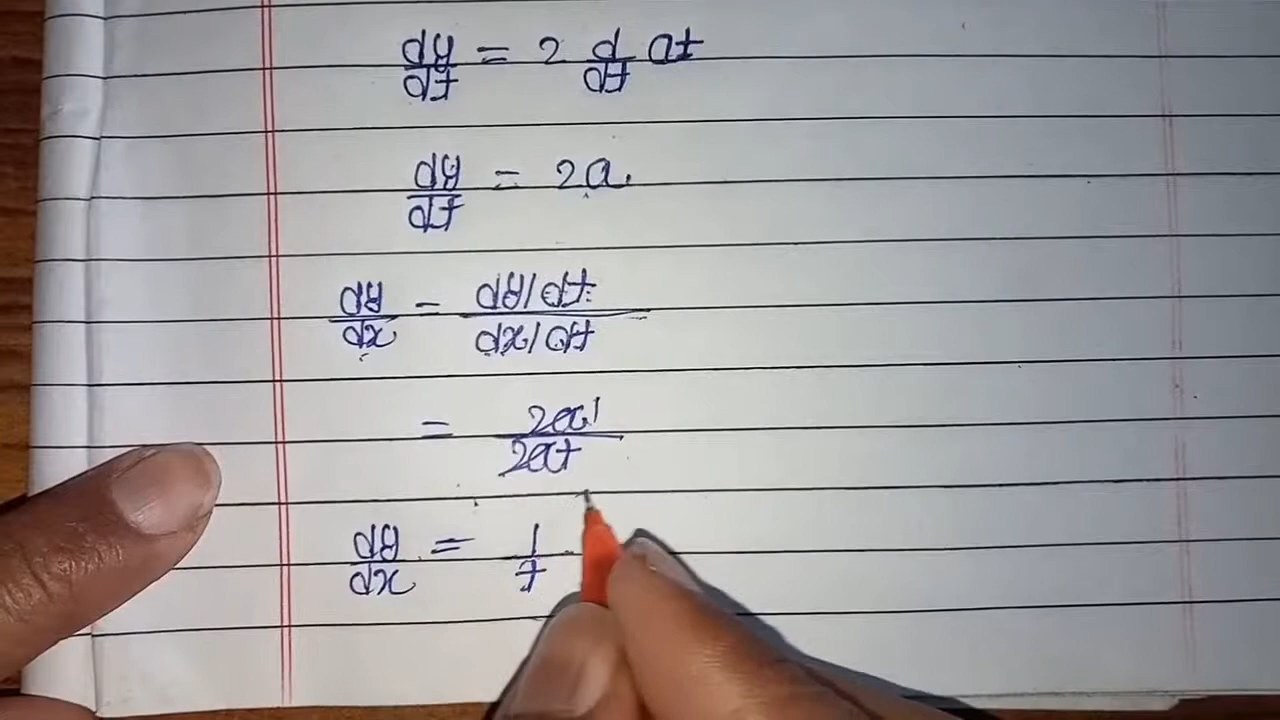 dy/dt = 2 d/dt at
dy/dt = 2a
dy/dx = dy/dt / dx/dt
= 2a/2at
dy/dx = 1/t